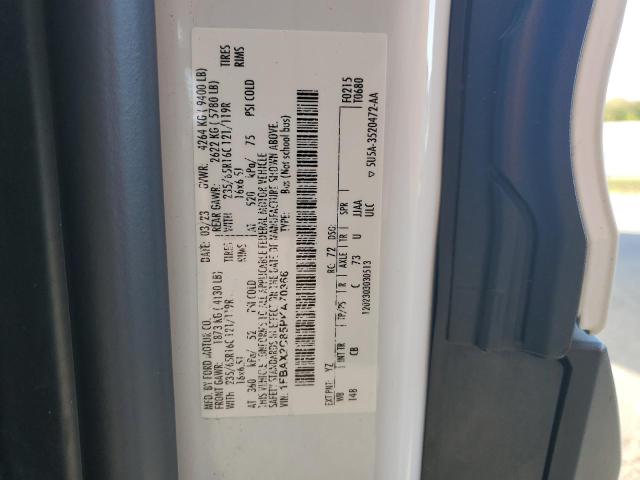 MFD. BY FORD MOTOR CO.
DATE: 03/23 GVWR: 4264 KG ( 9400 LB)
FRONT GAWR: 1873 KG ( 4130 LB) REAR GAWR: 2622 KG ( 5780 LB)
WITH 235/65R16C 121/119R TIRES WITH 235/65R16C 121/119R TIRES
16x6.5J RIMS 16x6.5J RIMS
AT 360 kPa/ 52 PSI COLD AT 520 kPa/ 75 PSI COLD
THIS VEHICLE CONFORMS TO ALL APPLICABLE FEDERAL MOTOR VEHICLE
SAFETY STANDARDS IN EFFECT ON THE DATE OF MANUFACTURE SHOWN ABOVE.
VIN: TYPE: Bus (Not school bus)
F0215
T0680
EXT PNT: YZ RC: 72 DSO:
WB INT TR TP/PS R AXLE TR SPR
148 CB C 73 U JJAA
ULC
1202303030513 5U5A-3520472-AA